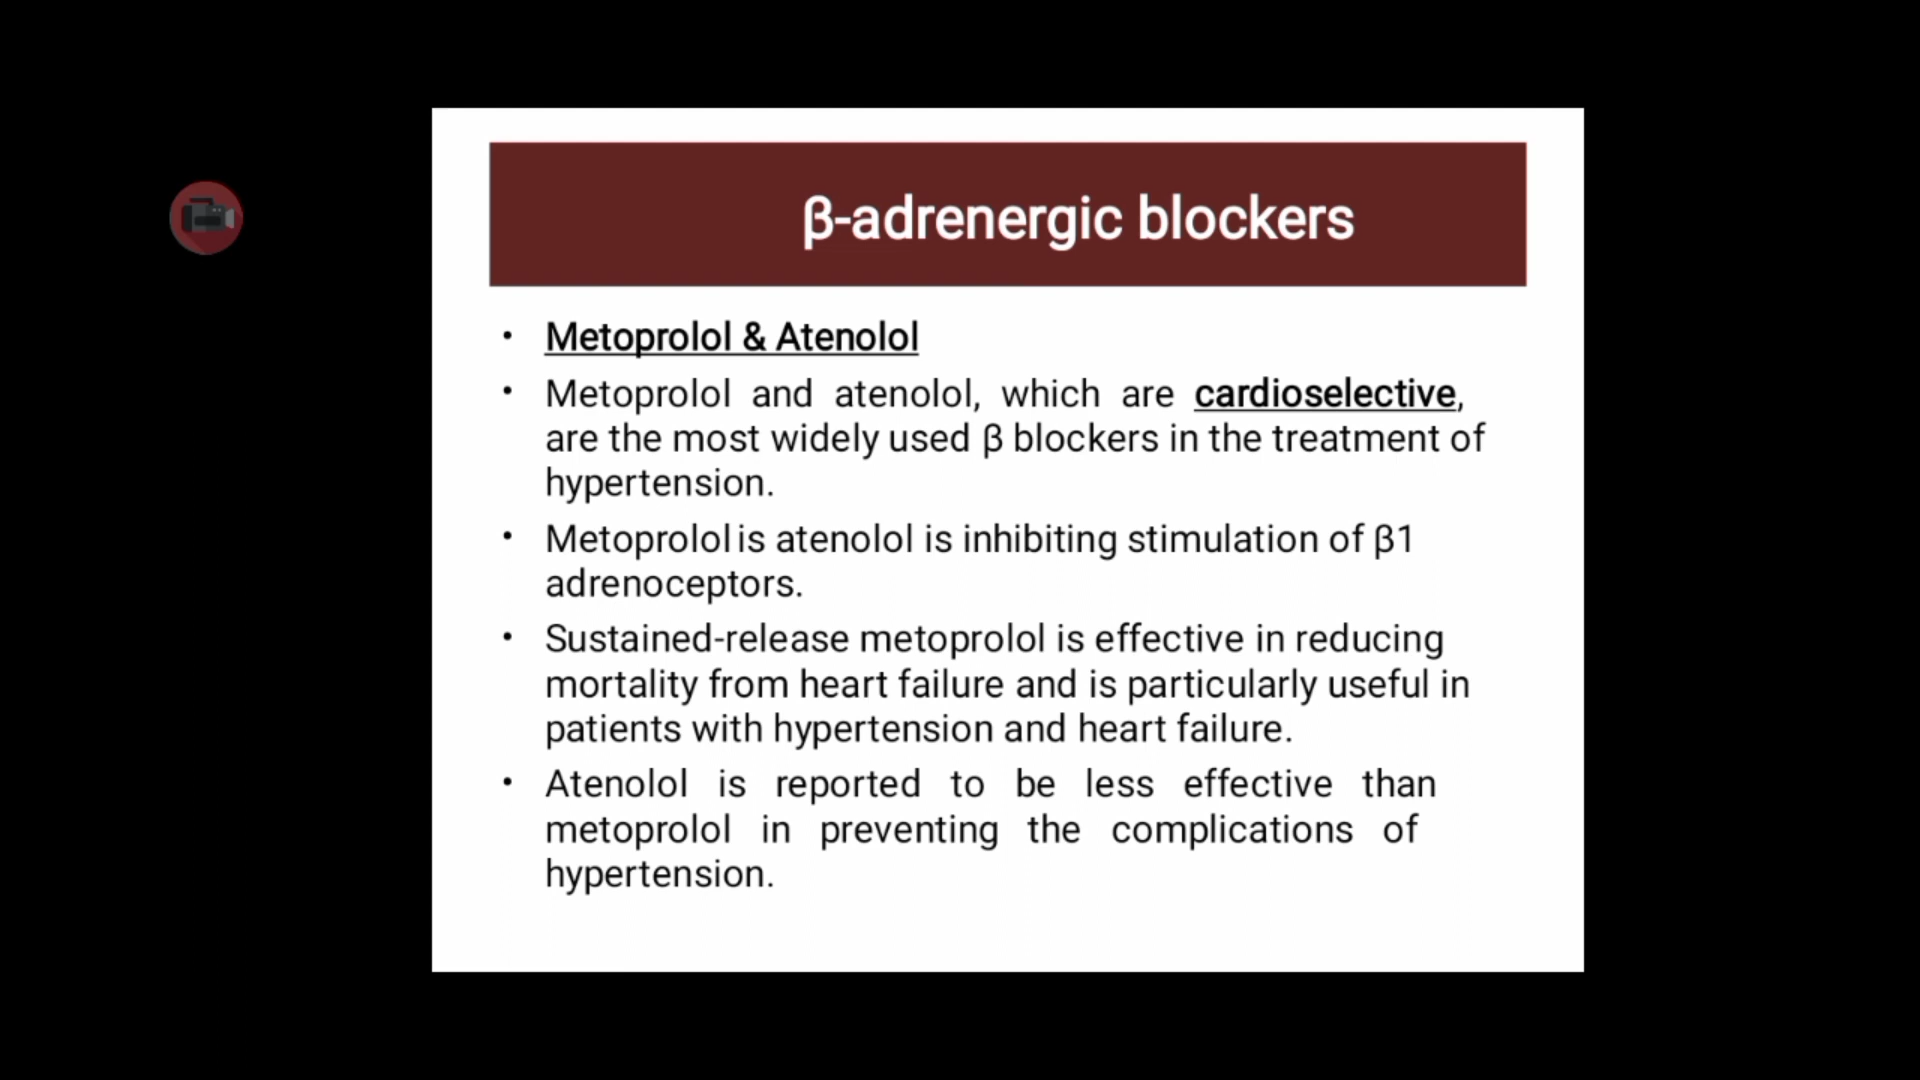 β-adrenergic blockers
• Metoprolol & Atenolol
• Metoprolol and atenolol, which are cardioselective,
are the most widely used β blockers in the treatment of
hypertension.
• Metoprolol is atenolol is inhibiting stimulation of β1
adrenoceptors.
• Sustained-release metoprolol is effective in reducing
mortality from heart failure and is particularly useful in
patients with hypertension and heart failure.
• Atenolol is reported to be less effective than
metoprolol in preventing the complications of
hypertension.